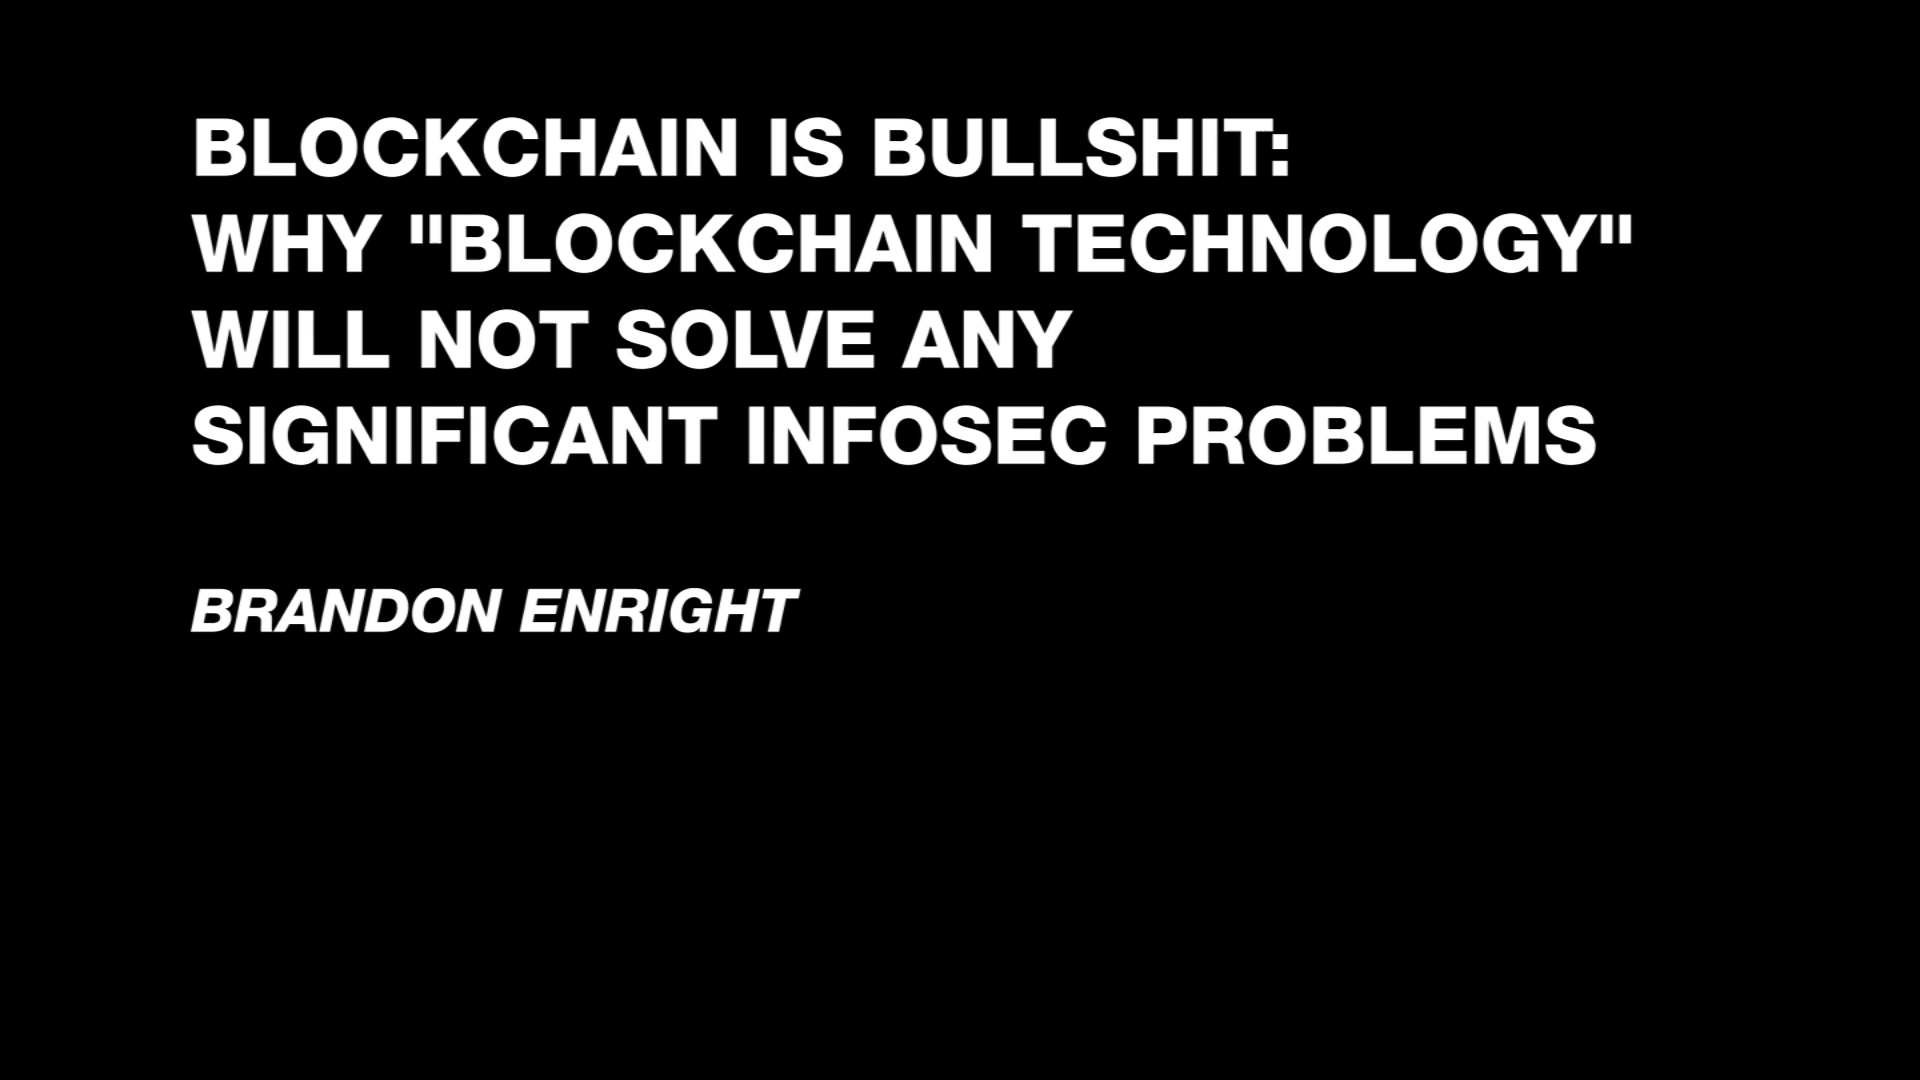 BLOCKCHAIN IS BULLSHIT:
WHY "BLOCKCHAIN TECHNOLOGY"
WILL NOT SOLVE ANY
SIGNIFICANT INFOSEC PROBLEMS
BRANDON ENRIGHT